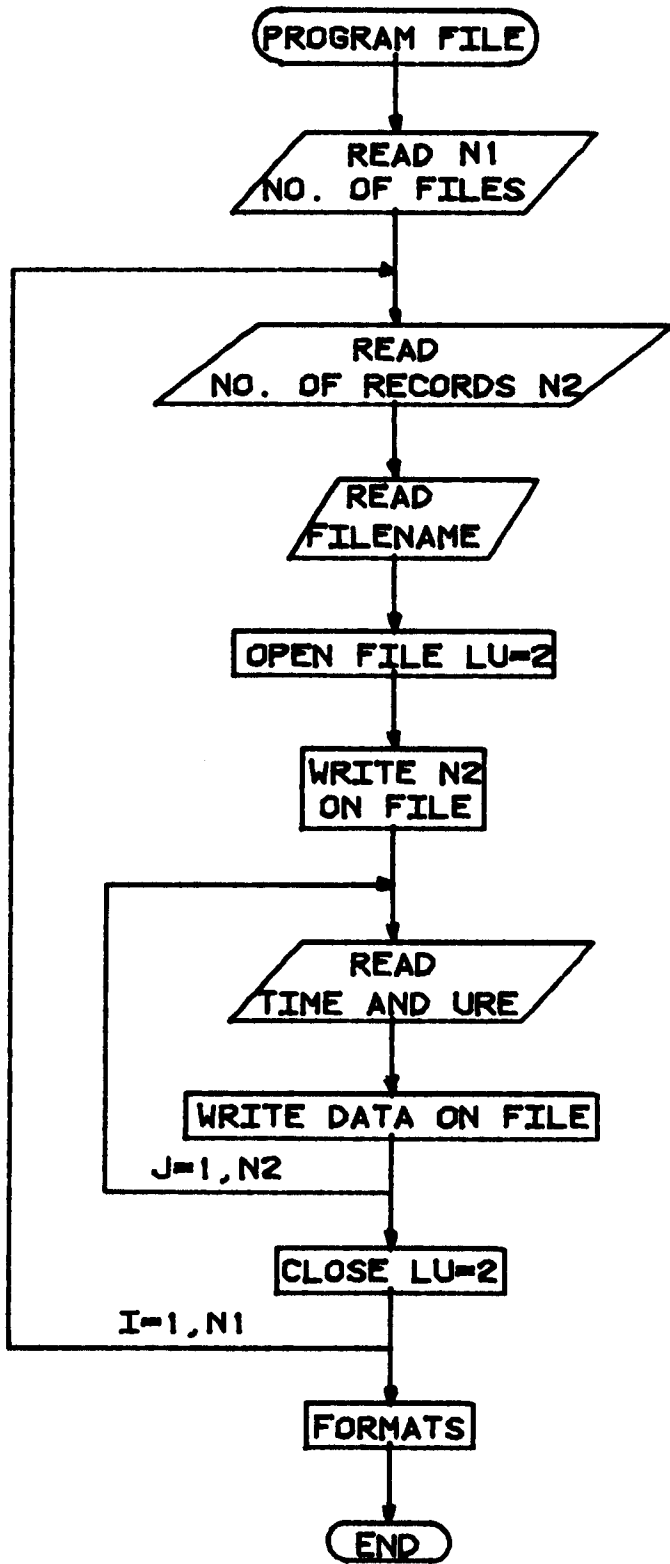 PROGRAM FILE
READ N1
NO. OF FILES
READ
NO. OF RECORDS N2
READ
FILENAME
OPEN FILE LU=2
WRITE N2
ON FILE
READ
TIME AND URE
WRITE DATA ON FILE
J=1,N2
CLOSE LU=2
I=1,N1
FORMATS
END